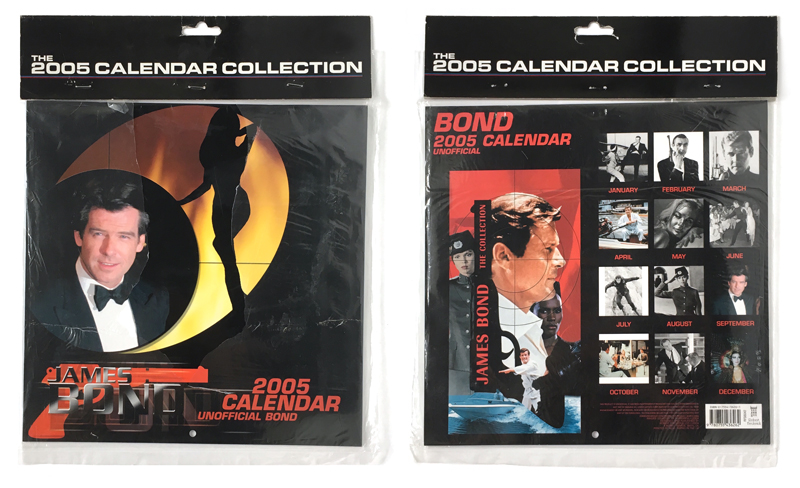 THE
2005 CALENDAR COLLECTION
JAMES
BOND
2005
CALENDAR
UNOFFICIAL BOND
THE
2005 CALENDAR COLLECTION
BOND
2005 CALENDAR
UNOFFICIAL
JAMES BOND THE COLLECTION
JANUARY FEBRUARY MARCH
APRIL MAY JUNE
JULY AUGUST SEPTEMBER
OCTOBER NOVEMBER DECEMBER